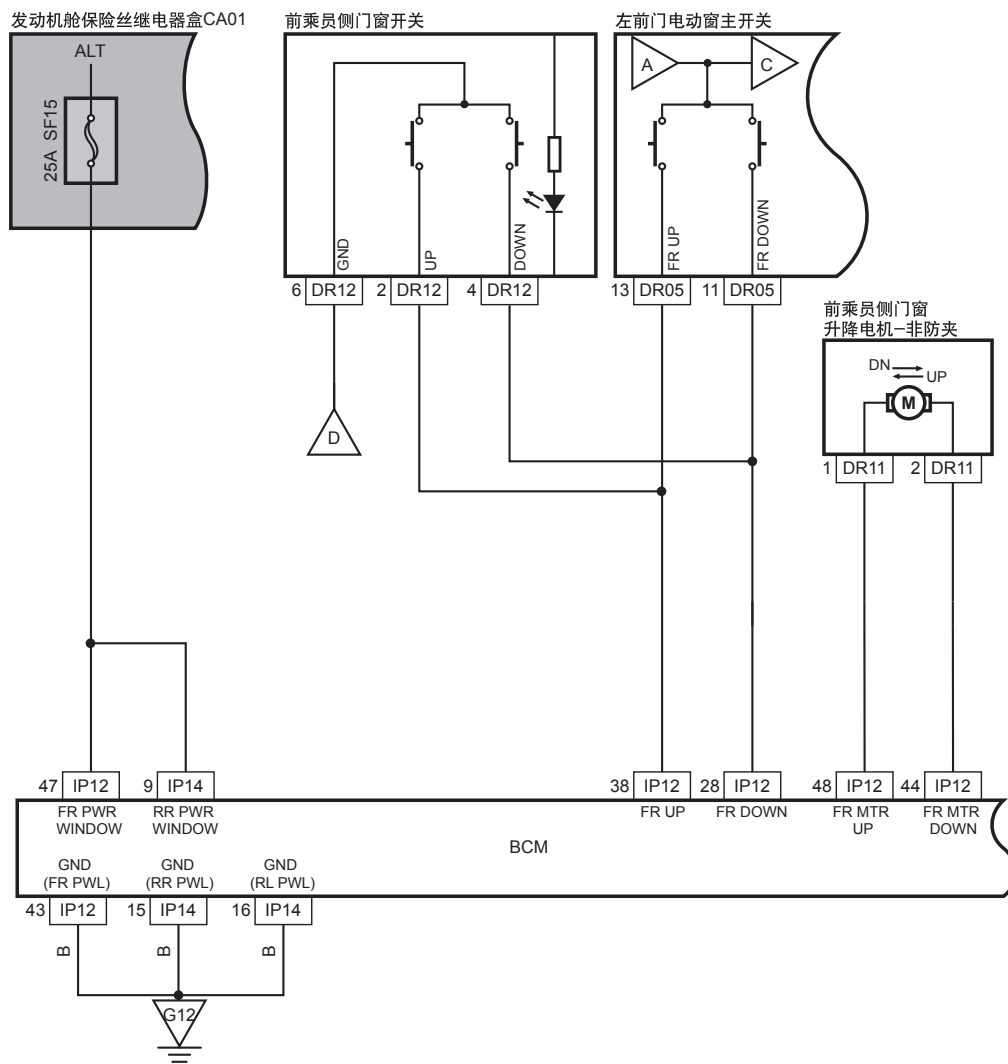 发动机舱保险丝继电器盒CA01
前乘员侧门窗开关
左前门电动窗主开关
ALT
25A SF15
A
C
GND
UP
DOWN
FR UP
FR DOWN
6 DR12
2 DR12
4 DR12
13 DR05
11 DR05
前乘员侧门窗
升降电机-非防夹
DN
UP
M
D
1 DR11
2 DR11
47 IP12
9 IP14
38 IP12
28 IP12
48 IP12
44 IP12
FR PWR
WINDOW
RR PWR
WINDOW
FR UP
FR DOWN
FR MTR
UP
FR MTR
DOWN
BCM
GND
(FR PWL)
GND
(RR PWL)
GND
(RL PWL)
43 IP12
15 IP14
16 IP14
B
B
B
G12